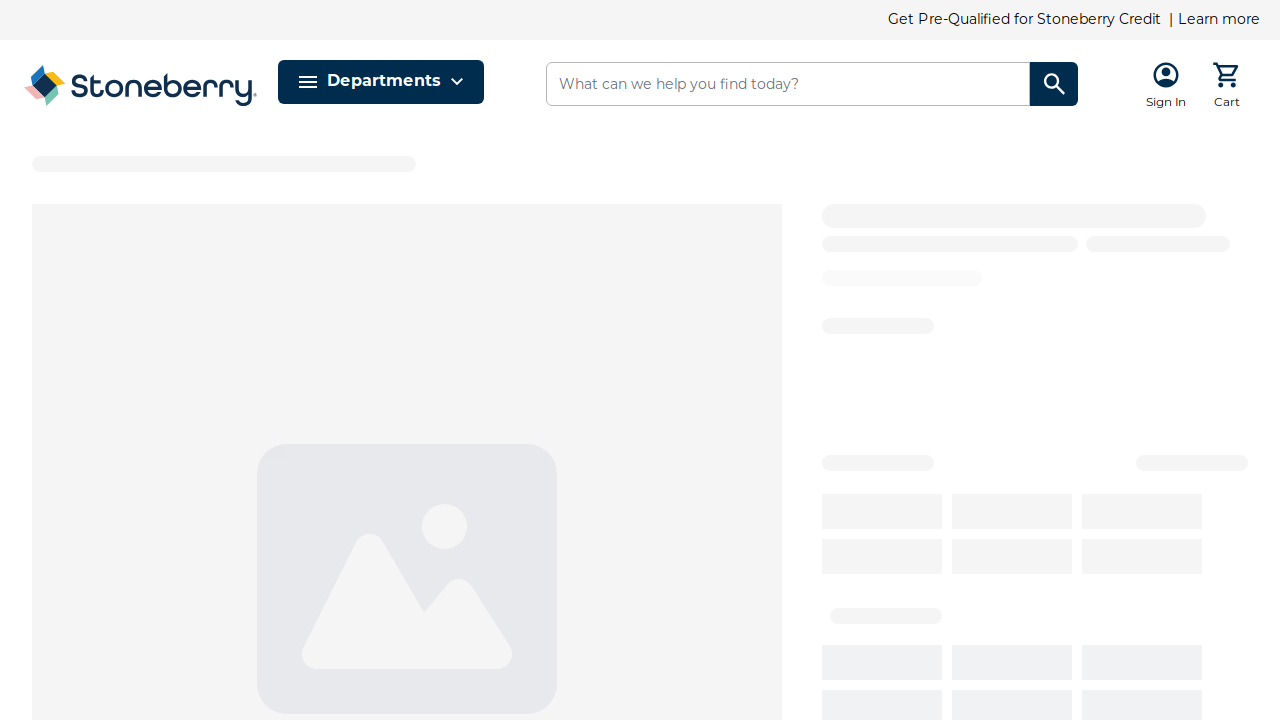 Get Pre-Qualified for Stoneberry Credit | Learn more
Stoneberry®
Departments
What can we help you find today?
Sign In
Cart